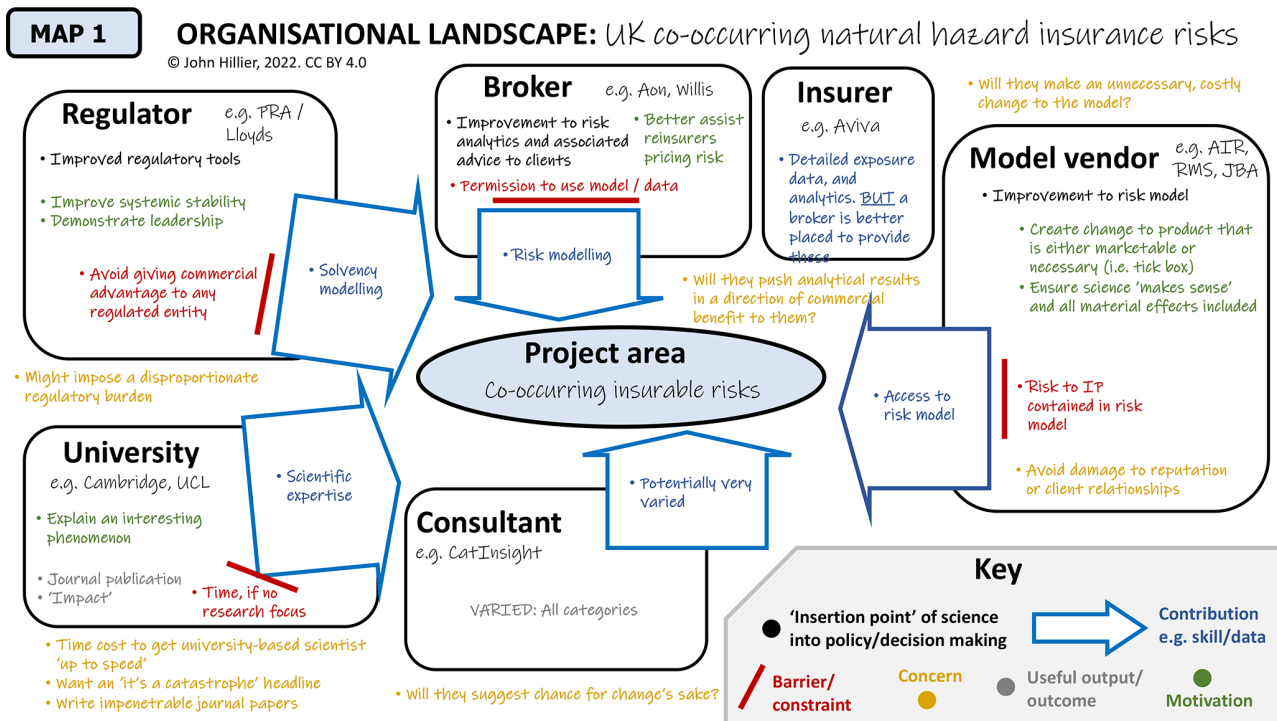 MAP 1
ORGANISATIONAL LANDSCAPE: UK co-occurring natural hazard insurance risks
© John Hillier, 2022. CC BY 4.0
Regulator
e.g. PRA /
Lloyds
• Improved regulatory tools
• Improve systemic stability
• Demonstrate leadership
• Avoid giving commercial
advantage to any
regulated entity
• Solvency
modelling
• Might impose a disproportionate
regulatory burden
Broker
e.g. Aon, Willis
• Improvement to risk
analytics and associated
advice to clients
• Better assist
reinsurers
pricing risk
• Permission to use model / data
• Risk modelling
Insurer
e.g. Aviva
• Detailed exposure
data, and
analytics. BUT a
broker is better
placed to provide
these
• Will they push analytical results
in a direction of commercial
benefit to them?
• Will they make an unnecessary, costly
change to the model?
Model vendor
e.g. AIR,
RMS, JBA
• Improvement to risk model
• Create change to product that
is either marketable or
necessary (i.e. tick box)
• Ensure science 'makes sense'
and all material effects included
• Access to
risk model
• Risk to IP
contained in risk
model
• Avoid damage to reputation
or client relationships
Project area
Co-occurring insurable risks
University
e.g. Cambridge, UCL
• Explain an interesting
phenomenon
• Journal publication
• 'Impact'
• Time, if no
research focus
• Scientific
expertise
• Time cost to get university-based scientist
'up to speed'
• Want an 'it's a catastrophe' headline
• Write impenetrable journal papers
Consultant
e.g. CatInsight
VARIED: All categories
• Potentially very
varied
• Will they suggest chance for change's sake?
Key
'Insertion point' of science
into policy/decision making
Contribution
e.g. skill/data
Barrier/
constraint
Concern
Useful output/
outcome
Motivation